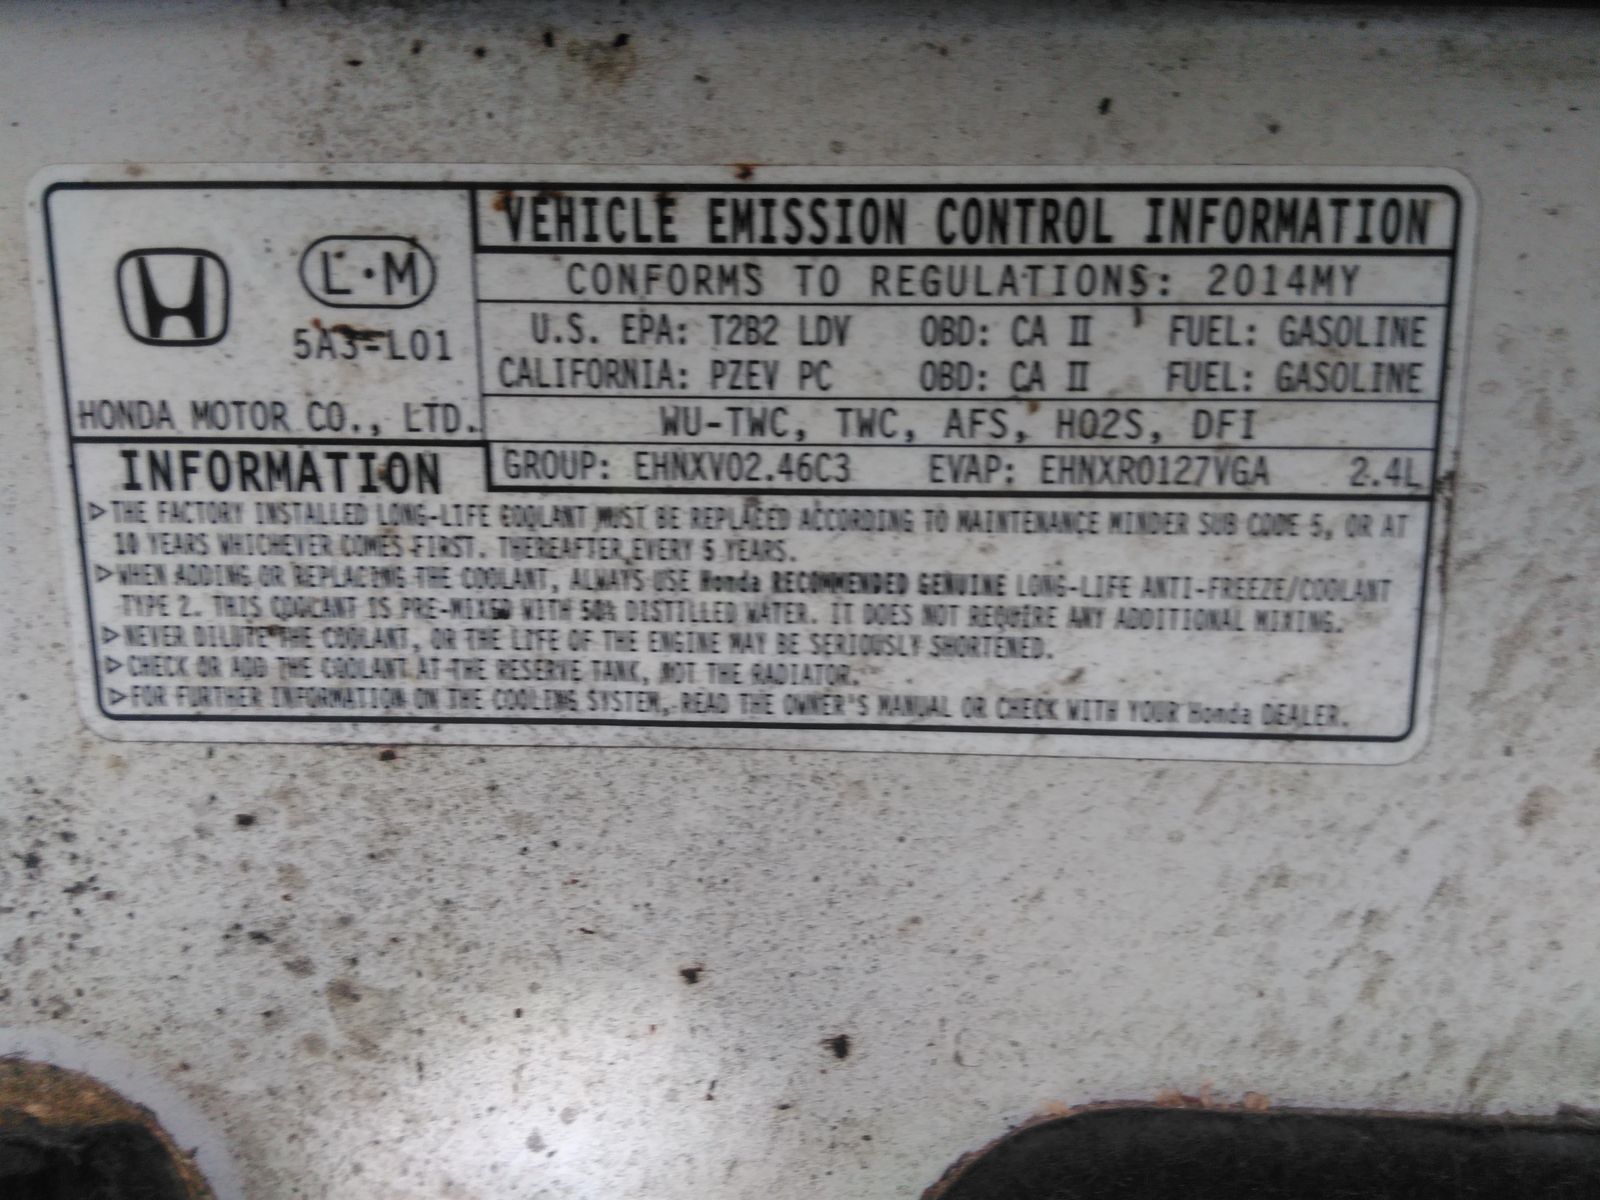 VEHICLE EMISSION CONTROL INFORMATION
L·M
5A3-L01
HONDA MOTOR CO., LTD.
CONFORMS TO REGULATIONS: 2014MY
U.S. EPA: T2B2 LDV OBD: CA II FUEL: GASOLINE
CALIFORNIA: PZEV PC OBD: CA II FUEL: GASOLINE
WU-TWC, TWC, AFS, HO2S, DFI
GROUP: EHNXV02.46C3 EVAP: EHNXR0127VGA 2.4L
INFORMATION
▷THE FACTORY INSTALLED LONG-LIFE COOLANT MUST BE REPLACED ACCORDING TO MAINTENANCE MINDER SUB CODE 5, OR AT
10 YEARS WHICHEVER COMES FIRST. THEREAFTER EVERY 5 YEARS.
▷WHEN ADDING OR REPLACING THE COOLANT, ALWAYS USE Honda RECOMMENDED GENUINE LONG-LIFE ANTI-FREEZE/COOLANT
TYPE 2. THIS COOLANT IS PRE-MIXED WITH 50% DISTILLED WATER. IT DOES NOT REQUIRE ANY ADDITIONAL MIXING.
▷NEVER DILUTE THE COOLANT, OR THE LIFE OF THE ENGINE MAY BE SERIOUSLY SHORTENED.
▷CHECK OR ADD THE COOLANT AT THE RESERVE TANK, NOT THE RADIATOR.
▷FOR FURTHER INFORMATION ON THE COOLING SYSTEM, READ THE OWNER'S MANUAL OR CHECK WITH YOUR Honda DEALER.